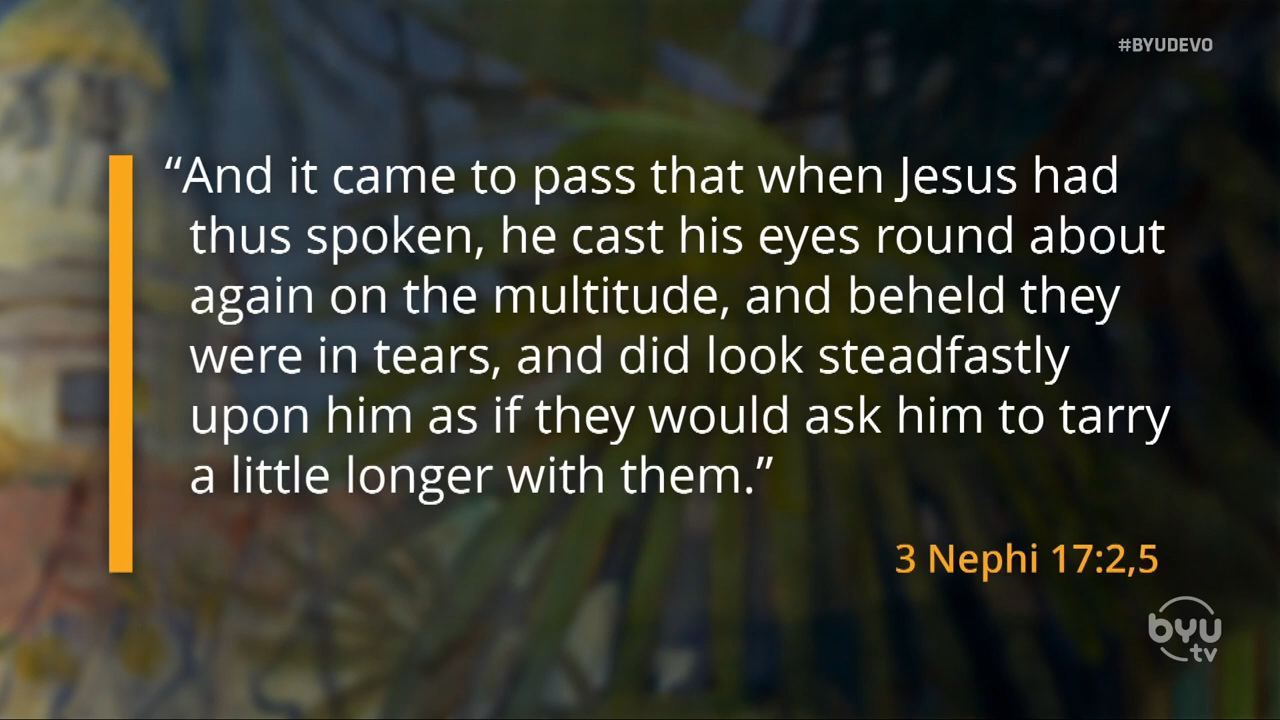 #BYUDEVO
“And it came to pass that when Jesus had
thus spoken, he cast his eyes round about
again on the multitude, and beheld they
were in tears, and did look steadfastly
upon him as if they would ask him to tarry
a little longer with them.”
3 Nephi 17:2,5
byu
tv